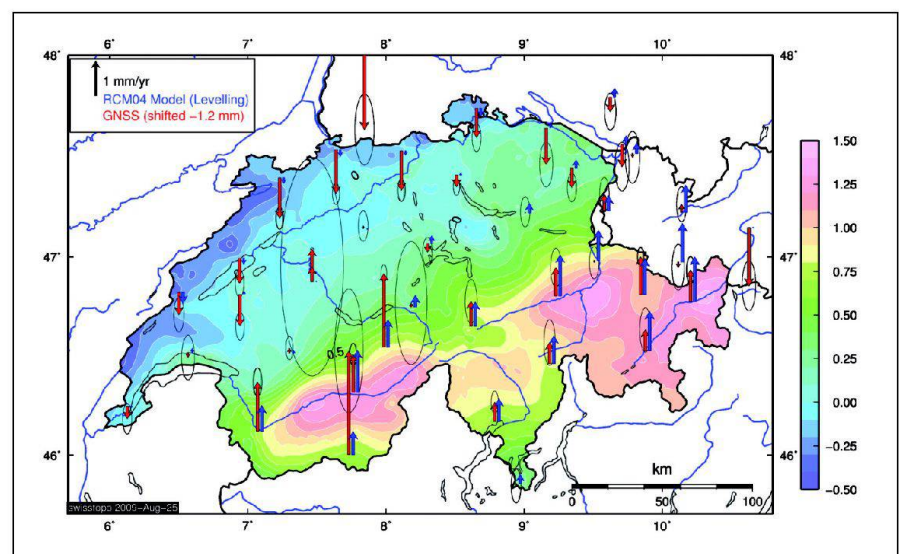 6° 7° 8° 9° 10°
48° 48°
1 mm/yr
RCM04 Model (Levelling)
GNSS (shifted −1.2 mm)
1.50
1.25
1.00
0.75
0.50
0.25
0.00
−0.25
−0.50
47° 47°
0.5
46° 46°
km
0 50 100
swisstopo 2009−Aug−25
6° 7° 8° 9° 10°